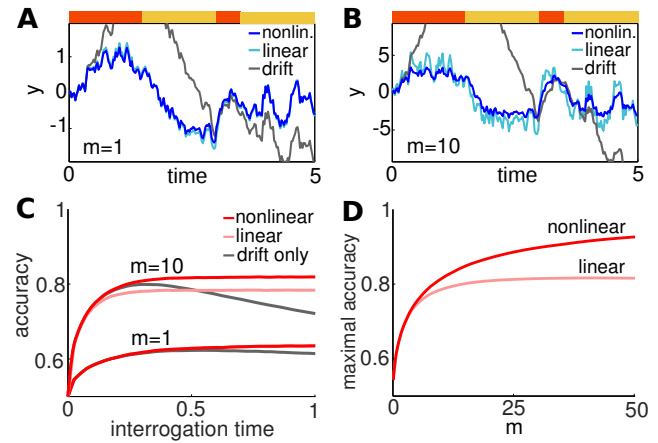 A
nonlin.
linear
drift
1
0
-1
y
m=1
0
time
5
B
nonlin.
linear
drift
5
0
-5
y
m=10
0
time
5
C
nonlinear
linear
drift only
1
0.8
0.6
accuracy
m=10
m=1
0
0.5
1
interrogation time
D
nonlinear
linear
1
0.8
0.6
maximal accuracy
0
25
50
m